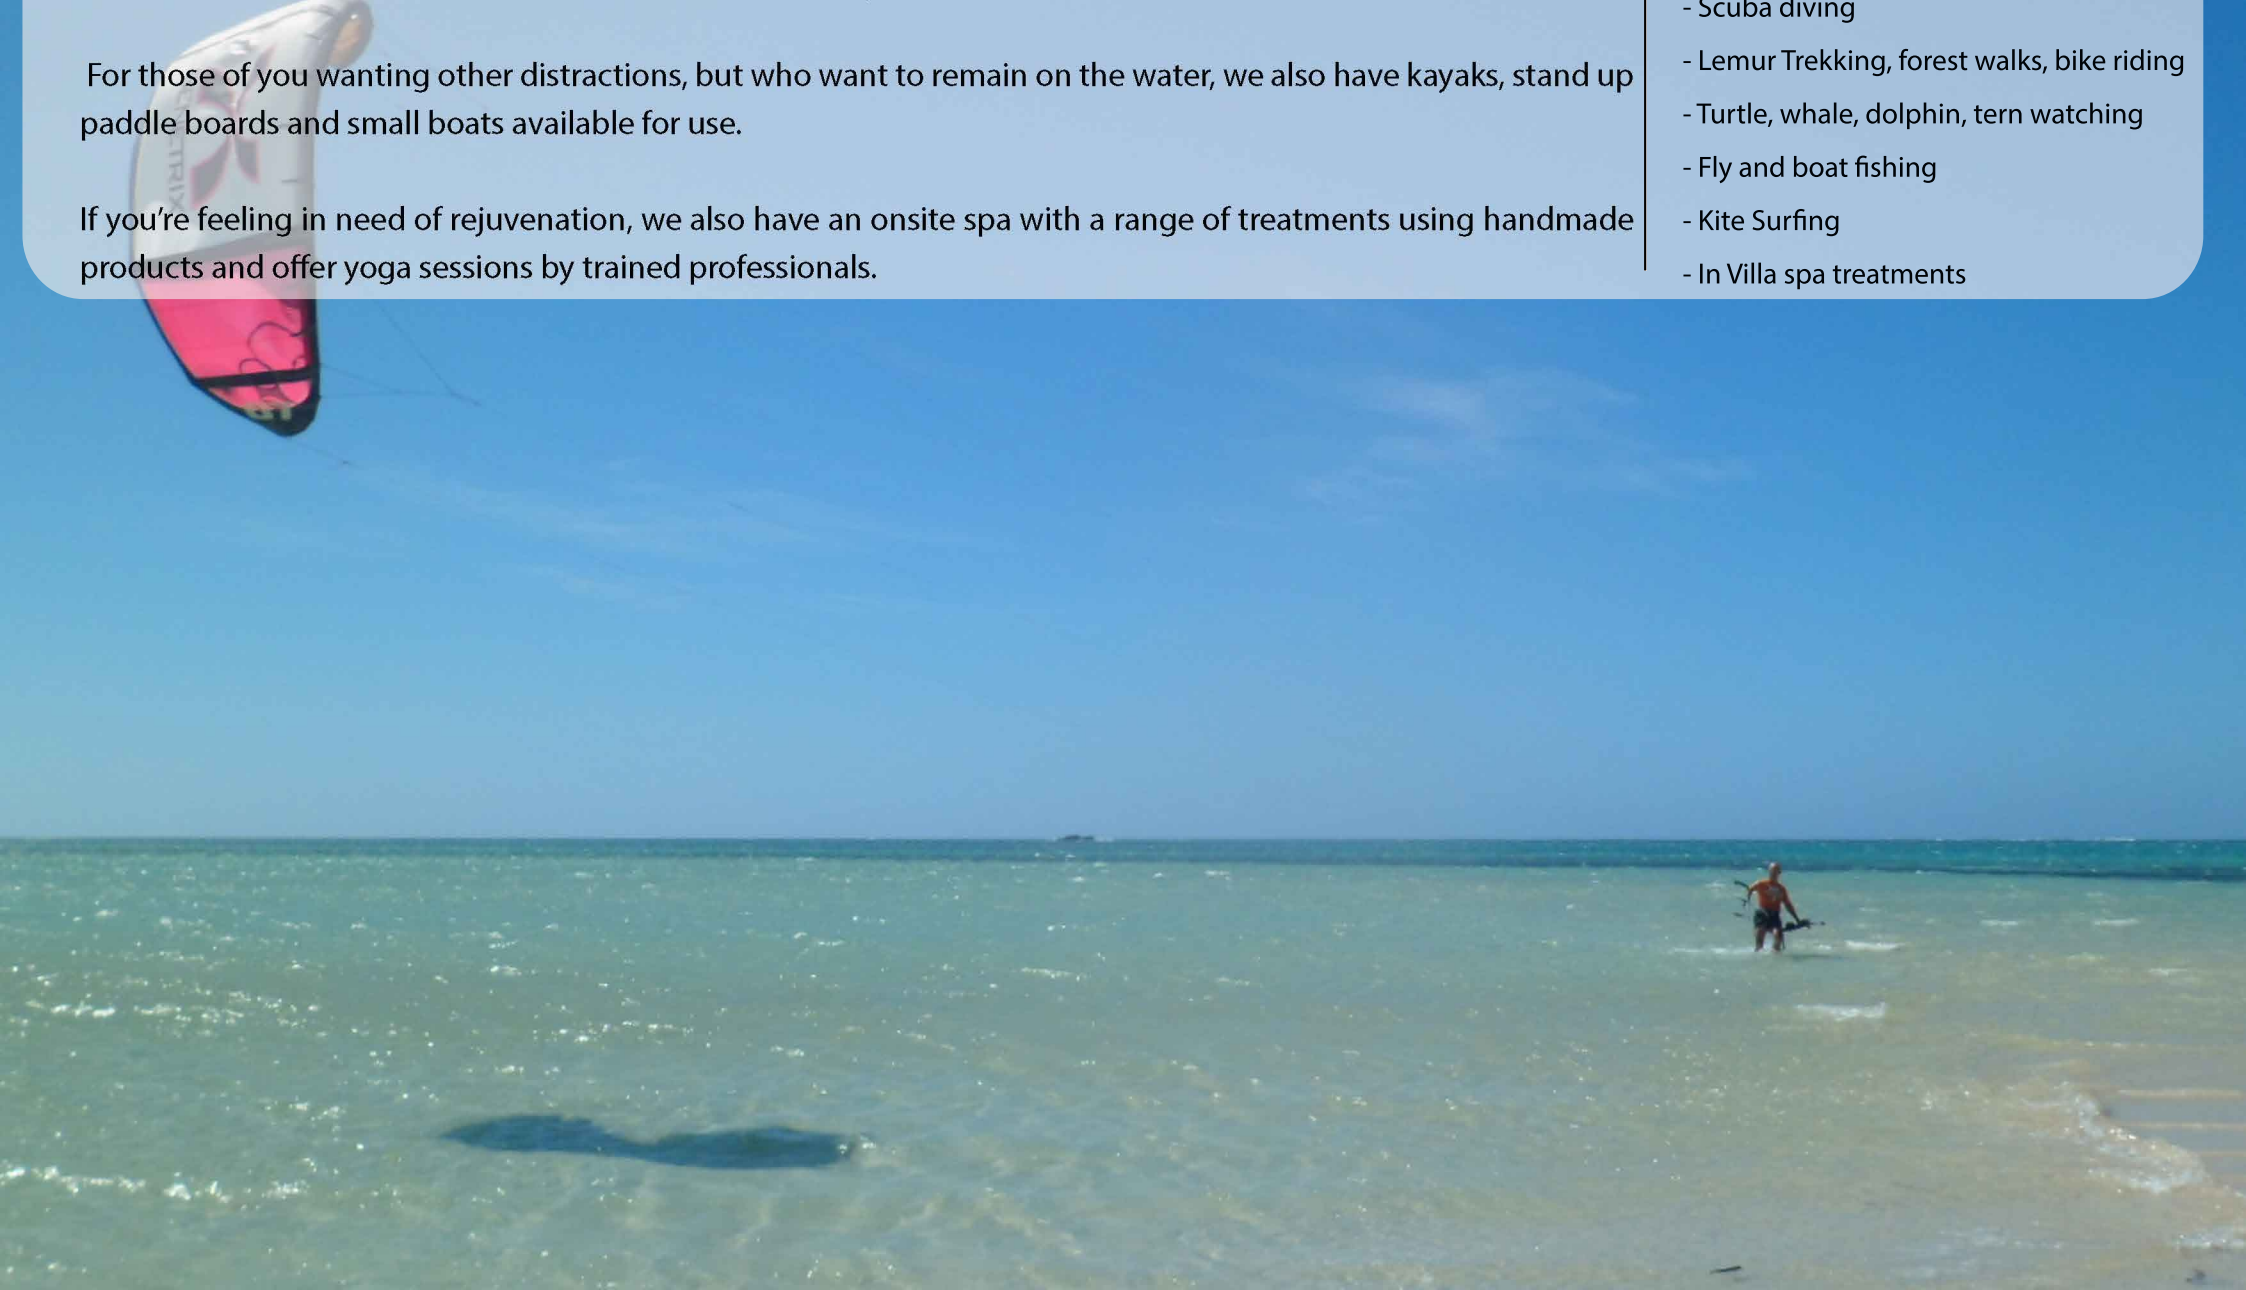 For those of you wanting other distractions, but who want to remain on the water, we also have kayaks, stand up
paddle boards and small boats available for use.
If you're feeling in need of rejuvenation, we also have an onsite spa with a range of treatments using handmade
products and offer yoga sessions by trained professionals.
- Scuba diving
- Lemur Trekking, forest walks, bike riding
- Turtle, whale, dolphin, tern watching
- Fly and boat fishing
- Kite Surfing
- In Villa spa treatments